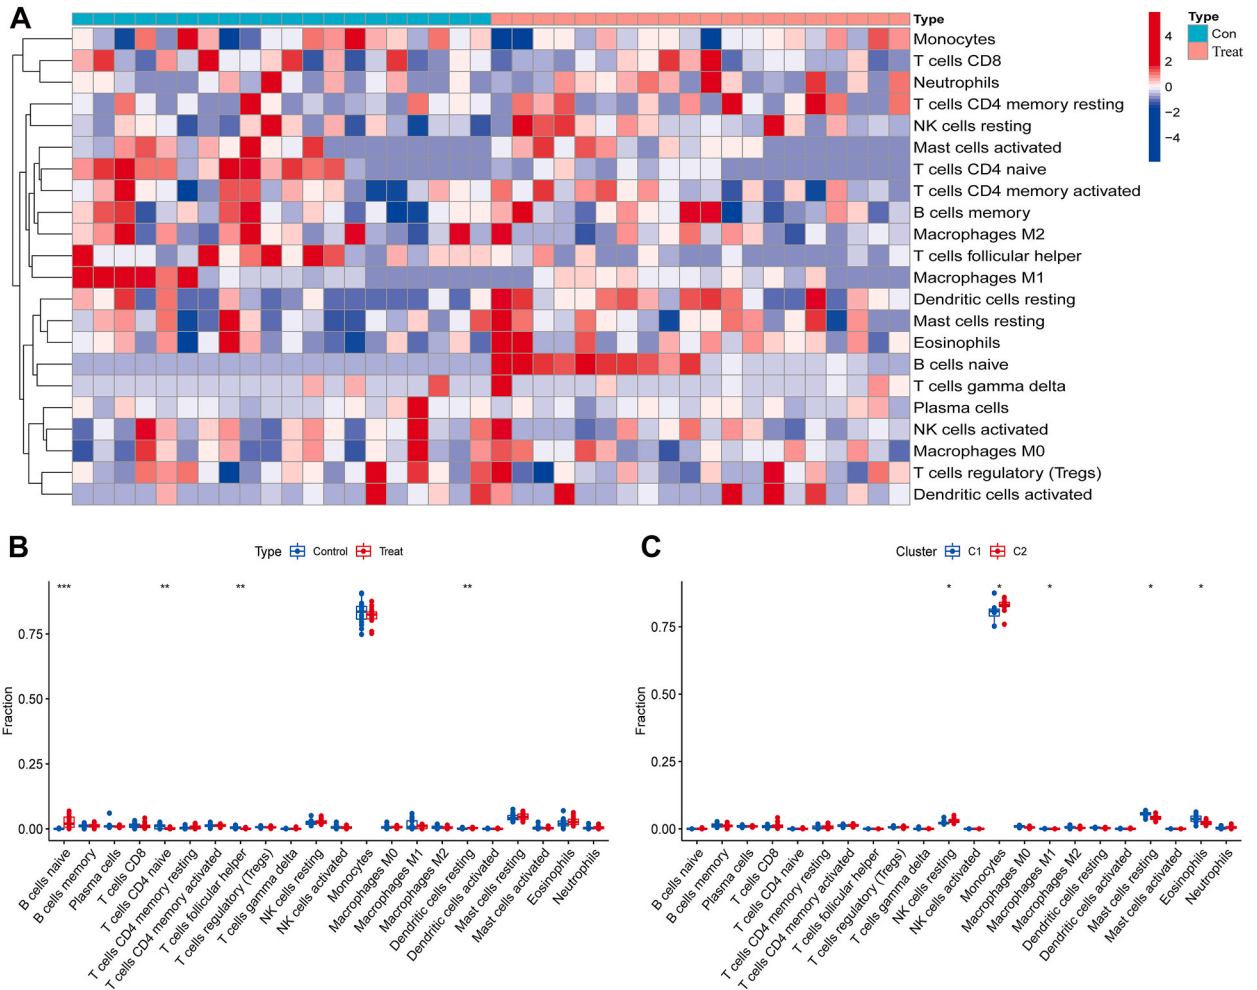 A
Type
Monocytes
T cells CD8
Neutrophils
T cells CD4 memory resting
NK cells resting
Mast cells activated
T cells CD4 naive
T cells CD4 memory activated
B cells memory
Macrophages M2
T cells follicular helper
Macrophages M1
Dendritic cells resting
Mast cells resting
Eosinophils
B cells naive
T cells gamma delta
Plasma cells
NK cells activated
Macrophages M0
T cells regulatory (Tregs)
Dendritic cells activated
4
2
0
−2
−4
Type
Con
Treat
B
Type Control Treat
*** ** ** **
Fraction
0.75
0.50
0.25
0.00
B cells naive
B cells memory
Plasma cells
T cells CD8
T cells CD4 naive
T cells CD4 memory resting
T cells CD4 memory activated
T cells follicular helper
T cells regulatory (Tregs)
T cells gamma delta
NK cells resting
NK cells activated
Monocytes
Macrophages M0
Macrophages M1
Macrophages M2
Dendritic cells resting
Dendritic cells activated
Mast cells resting
Mast cells activated
Eosinophils
Neutrophils
C
Cluster C1 C2
* * * * *
Fraction
0.75
0.50
0.25
0.00
B cells naive
B cells memory
Plasma cells
T cells CD8
T cells CD4 naive
T cells CD4 memory resting
T cells CD4 memory activated
T cells follicular helper
T cells regulatory (Tregs)
T cells gamma delta
NK cells resting
NK cells activated
Monocytes
Macrophages M0
Macrophages M1
Macrophages M2
Dendritic cells resting
Dendritic cells activated
Mast cells resting
Mast cells activated
Eosinophils
Neutrophils